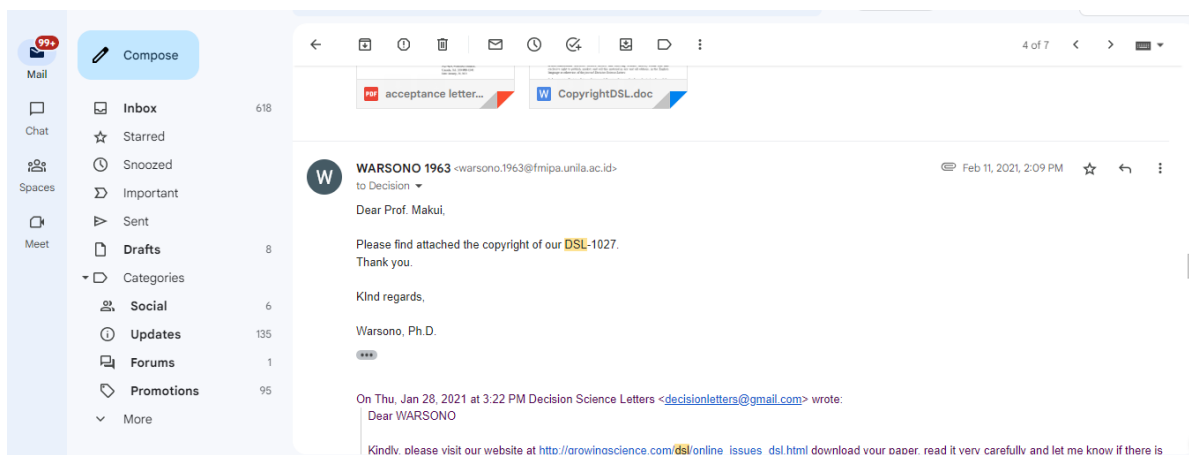 4 of 7
99+
Mail
Chat
Spaces
Meet
Compose
Inbox 618
Starred
Snoozed
Important
Sent
Drafts 8
Categories
Social 6
Updates 135
Forums 1
Promotions 95
More
PDF acceptance letter...
W CopyrightDSL.doc
W
WARSONO 1963 <warsono.1963@fmipa.unila.ac.id>
Feb 11, 2021, 2:09 PM
to Decision
Dear Prof. Makui,
Please find attached the copyright of our DSL-1027.
Thank you.
KInd regards,
Warsono, Ph.D.
On Thu, Jan 28, 2021 at 3:22 PM Decision Science Letters <decisionletters@gmail.com> wrote:
Dear WARSONO
Kindly, please visit our website at http://growingscience.com/dsl/online_issues_dsl.html download your paper, read it very carefully and let me know if there is